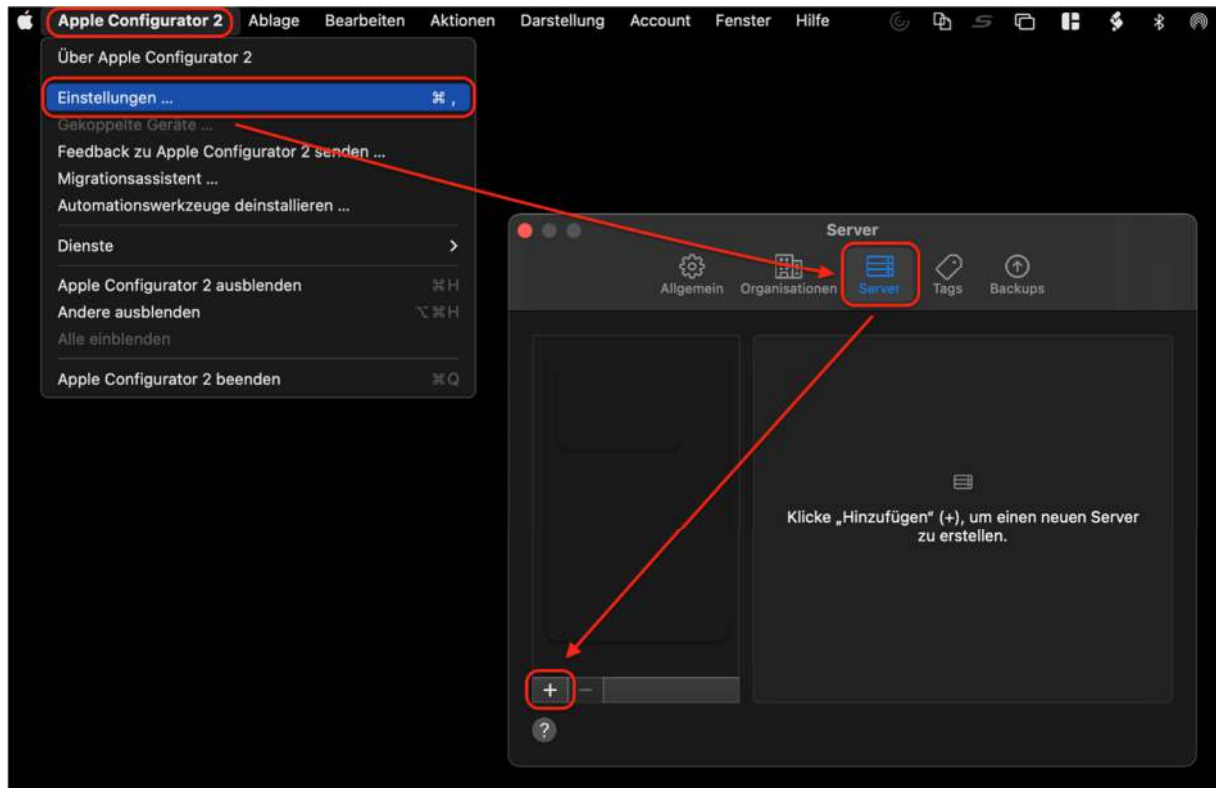 Apple Configurator 2 Ablage Bearbeiten Aktionen Darstellung Account Fenster Hilfe
Über Apple Configurator 2
Einstellungen ... ⌘ ,
Gekoppelte Geräte ...
Feedback zu Apple Configurator 2 senden ...
Migrationsassistent ...
Automationswerkzeuge deinstallieren ...
Dienste
Apple Configurator 2 ausblenden ⌘H
Andere ausblenden ⌥⌘H
Alle einblenden
Apple Configurator 2 beenden ⌘Q
Server
Allgemein Organisationen Server Tags Backups
Klicke „Hinzufügen“ (+), um einen neuen Server
zu erstellen.
+ −
?